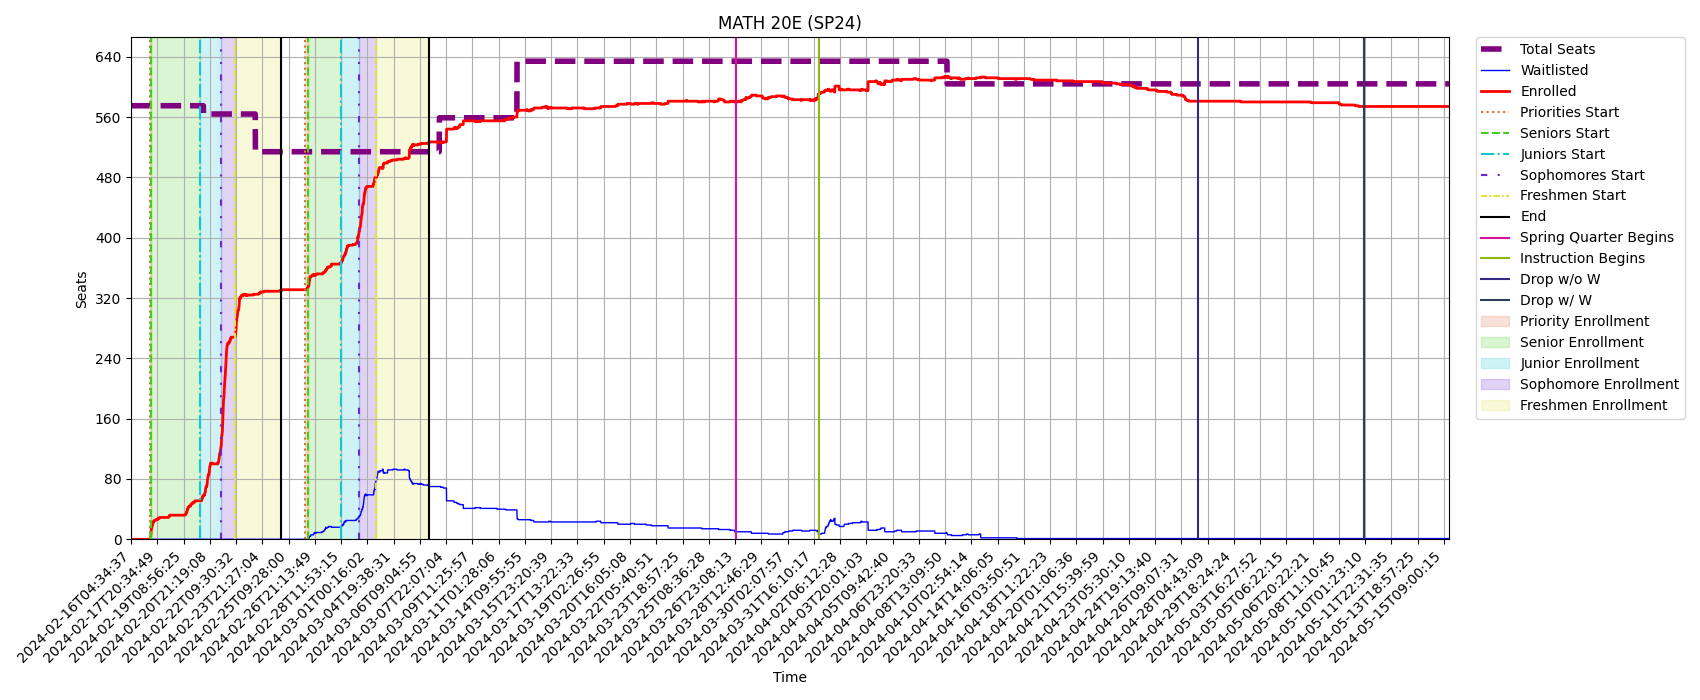 MATH 20E (SP24)
Seats
640
560
480
400
320
240
160
80
0
2024-02-16T04:34:37
2024-02-17T20:34:49
2024-02-19T08:56:25
2024-02-20T21:19:08
2024-02-22T09:30:32
2024-02-23T21:27:04
2024-02-25T09:28:00
2024-02-26T21:13:49
2024-02-28T11:53:15
2024-03-01T00:16:02
2024-03-04T19:38:31
2024-03-06T09:04:55
2024-03-07T22:07:04
2024-03-09T11:25:57
2024-03-11T01:28:06
2024-03-14T09:55:55
2024-03-15T23:20:39
2024-03-17T13:22:33
2024-03-19T02:26:55
2024-03-20T16:05:08
2024-03-22T05:40:51
2024-03-23T18:57:25
2024-03-25T08:36:28
2024-03-26T23:08:13
2024-03-28T12:46:29
2024-03-30T02:07:57
2024-03-31T16:10:17
2024-04-02T06:12:28
2024-04-03T20:01:03
2024-04-05T09:42:40
2024-04-06T23:20:33
2024-04-08T13:09:50
2024-04-10T02:54:14
2024-04-14T14:06:05
2024-04-16T03:50:51
2024-04-18T11:22:23
2024-04-20T01:06:36
2024-04-21T15:39:59
2024-04-23T05:30:10
2024-04-24T19:13:40
2024-04-26T09:07:31
2024-04-28T04:43:09
2024-04-29T18:24:24
2024-05-03T16:27:52
2024-05-05T06:22:15
2024-05-06T20:22:21
2024-05-08T11:10:45
2024-05-10T01:23:10
2024-05-11T22:31:35
2024-05-13T18:57:25
2024-05-15T09:00:15
Time
Total Seats
Waitlisted
Enrolled
Priorities Start
Seniors Start
Juniors Start
Sophomores Start
Freshmen Start
End
Spring Quarter Begins
Instruction Begins
Drop w/o W
Drop w/ W
Priority Enrollment
Senior Enrollment
Junior Enrollment
Sophomore Enrollment
Freshmen Enrollment